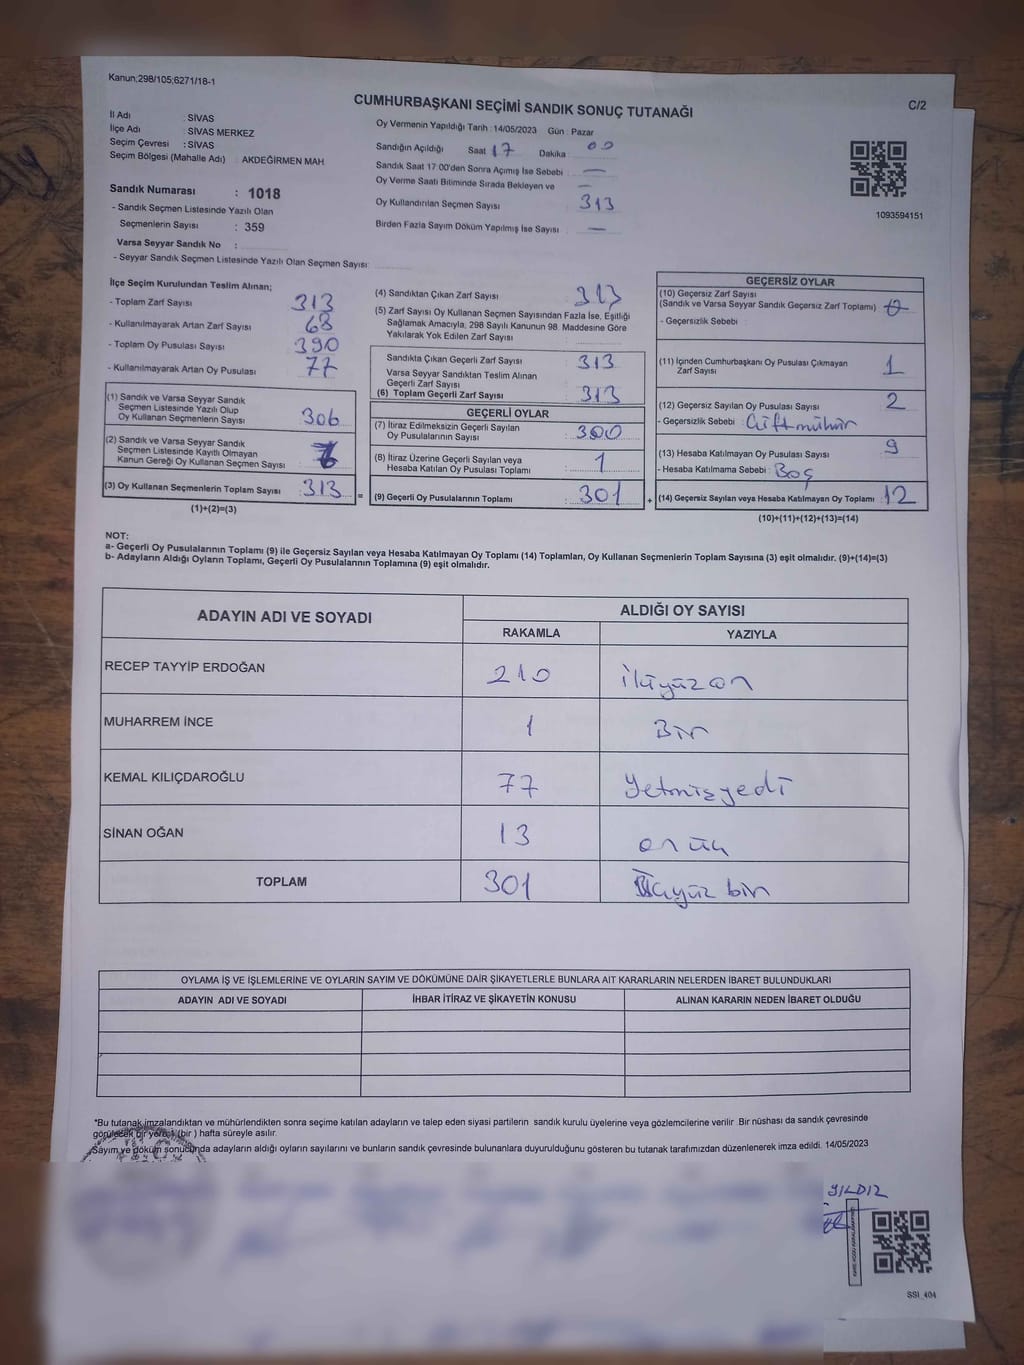 Kanun;298/105;6271/18-1
CUMHURBAŞKANI SEÇİMİ SANDIK SONUÇ TUTANAĞI
C/2
İl Adı : SİVAS
İlçe Adı : SİVAS MERKEZ
Seçim Çevresi : SİVAS
Seçim Bölgesi (Mahalle Adı) : AKDEĞİRMEN MAH
Sandık Numarası : 1018
- Sandık Seçmen Listesinde Yazılı Olan
Seçmenlerin Sayısı : 359
Varsa Seyyar Sandık No :
- Seyyar Sandık Seçmen Listesinde Yazılı Olan Seçmen Sayısı:
Oy Vermenin Yapıldığı Tarih : 14/05/2023 Gün : Pazar
Sandığın Açıldığı Saat 17 Dakika 00
Sandık Saat 17:00'den Sonra Açımış İse Sebebi : —
Oy Verme Saati Bitiminde Sırada Bekleyen ve —
Oy Kullandırılan Seçmen Sayısı 313
Birden Fazla Sayım Döküm Yapılmış İse Sayısı : —
1093594151
İlçe Seçim Kurulundan Teslim Alınan;
- Toplam Zarf Sayısı 313
- Kullanılmayarak Artan Zarf Sayısı : 68
- Toplam Oy Pusulası Sayısı : 390
- Kullanılmayarak Artan Oy Pusulası : 77
(1) Sandık ve Varsa Seyyar Sandık
Seçmen Listesinde Yazılı Olup
Oy Kullanan Seçmenlerin Sayısı : 306
(2) Sandık ve Varsa Seyyar Sandık
Seçmen Listesinde Kayıtlı Olmayan
Kanun Gereği Oy Kullanan Seçmen Sayısı : 7
(3) Oy Kullanan Seçmenlerin Toplam Sayısı : 313 =
(1)+(2)=(3)
(4) Sandıktan Çıkan Zarf Sayısı : 313
(5) Zarf Sayısı Oy Kullanan Seçmen Sayısından Fazla İse, Eşitliği
Sağlamak Amacıyla, 298 Sayılı Kanunun 98. Maddesine Göre
Yakılarak Yok Edilen Zarf Sayısı :
Sandıkta Çıkan Geçerli Zarf Sayısı : 313
Varsa Seyyar Sandıktan Teslim Alınan
Geçerli Zarf Sayısı :
(6) Toplam Geçerli Zarf Sayısı : 313
GEÇERLİ OYLAR
(7) İtiraz Edilmeksizin Geçerli Sayılan
Oy Pusulalarının Sayısı : 300
(8) İtiraz Üzerine Geçerli Sayılan veya
Hesaba Katılan Oy Pusulası Toplamı : 1
(9) Geçerli Oy Pusulalarının Toplamı : 301 +
GEÇERSİZ OYLAR
(10) Geçersiz Zarf Sayısı
(Sandık ve Varsa Seyyar Sandık Geçersiz Zarf Toplamı) : 0
- Geçersizlik Sebebi :
(11) İçinden Cumhurbaşkanı Oy Pusulası Çıkmayan
Zarf Sayısı : 1
(12) Geçersiz Sayılan Oy Pusulası Sayısı : 2
- Geçersizlik Sebebi : Çift mühür
(13) Hesaba Katılmayan Oy Pusulası Sayısı : 9
- Hesaba Katılmama Sebebi : Boş
(14) Geçersiz Sayılan veya Hesaba Katılmayan Oy Toplamı : 12
(10)+(11)+(12)+(13)=(14)
NOT:
a- Geçerli Oy Pusulalarının Toplamı (9) ile Geçersiz Sayılan veya Hesaba Katılmayan Oy Toplamı (14) Toplamları, Oy Kullanan Seçmenlerin Toplam Sayısına (3) eşit olmalıdır. (9)+(14)=(3)
b- Adayların Aldığı Oyların Toplamı, Geçerli Oy Pusulalarının Toplamına (9) eşit olmalıdır.
ADAYIN ADI VE SOYADI
ALDIĞI OY SAYISI
RAKAMLA YAZIYLA
RECEP TAYYİP ERDOĞAN 210 ikiyüzon
MUHARREM İNCE 1 Bir
KEMAL KILIÇDAROĞLU 77 Yetmişyedi
SİNAN OĞAN 13 onüç
TOPLAM 301 üçyüz bir
OYLAMA İŞ VE İŞLEMLERİNE VE OYLARIN SAYIM VE DÖKÜMÜNE DAİR ŞİKAYETLERLE BUNLARA AİT KARARLARIN NELERDEN İBARET BULUNDUKLARI
ADAYIN ADI VE SOYADI İHBAR İTİRAZ VE ŞİKAYETİN KONUSU ALINAN KARARIN NEDEN İBARET OLDUĞU
*Bu tutanak imzalandıktan ve mühürlendikten sonra seçime katılan adayların ve talep eden siyasi partilerin sandık kurulu üyelerine veya gözlemcilerine verilir. Bir nüshası da sandık çevresinde
görülecek bir yere 1 (bir ) hafta süreyle asılır.
Sayım ve döküm sonucunda adayların aldığı oyların sayılarını ve bunların sandık çevresinde bulunanlara duyurulduğunu gösteren bu tutanak tarafımızdan düzenlenerek imza edildi. 14/05/2023
YILDIZ
SSİ_404